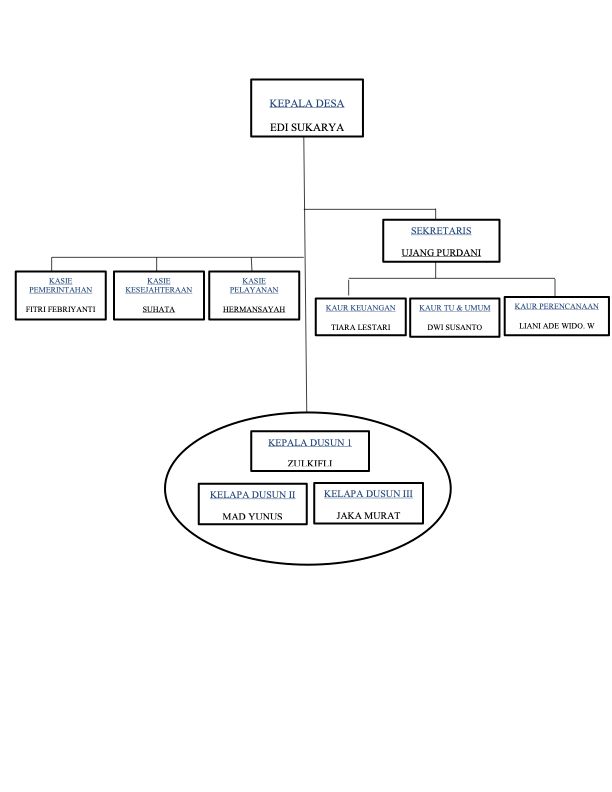 KEPALA DESA
EDI SUKARYA
SEKRETARIS
UJANG PURDANI
KASIE
PEMERINTAHAN
FITRI FEBRIYANTI
KASIE
KESEJAHTERAAN
SUHATA
KASIE
PELAYANAN
HERMANSAYAH
KAUR KEUANGAN
TIARA LESTARI
KAUR TU & UMUM
DWI SUSANTO
KAUR PERENCANAAN
LIANI ADE WIDO. W
KEPALA DUSUN 1
ZULKIFLI
KELAPA DUSUN II
MAD YUNUS
KELAPA DUSUN III
JAKA MURAT